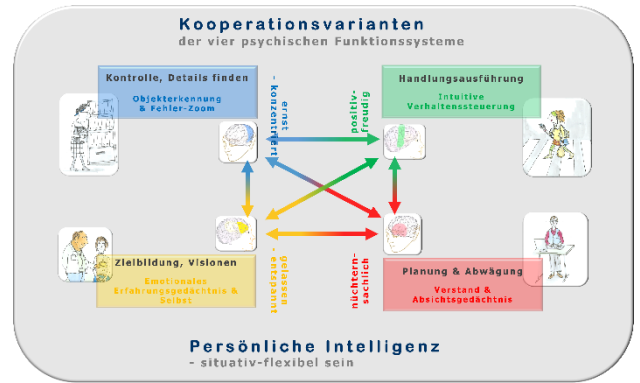 Kooperationsvarianten
der vier psychischen Funktionssysteme
Kontrolle, Details finden
Objekterkennung
& Fehler-Zoom
ernst
- konzentriert
positiv-
freudig
Handlungsausführung
Intuitive
Verhaltenssteuerung
Zielbildung, Visionen
Emotionales
Erfahrungsgedächtnis &
Selbst
gelassen
- entspannt
nüchtern-
sachlich
Planung & Abwägung
Verstand &
Absichtsgedächtnis
Persönliche Intelligenz
- situativ-flexibel sein